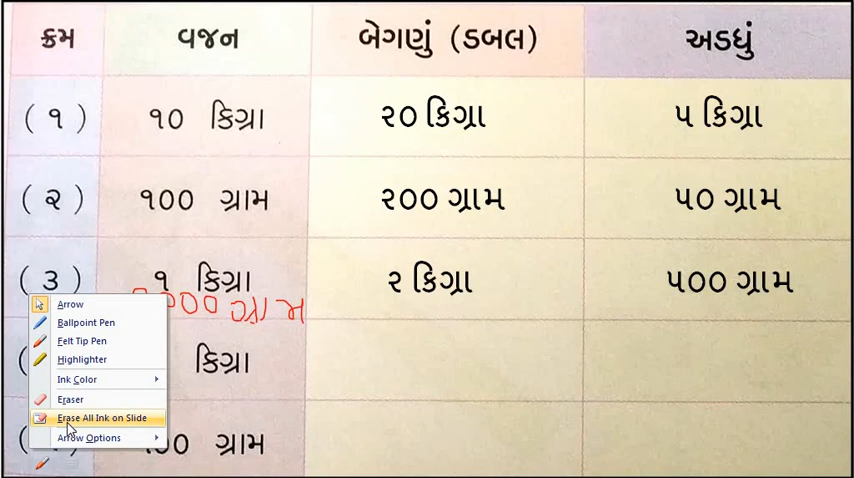 ક્રમ વજન બેગણું (ડબલ) અડધું
(૧) ૧૦ કિગ્રા ૨૦ કિગ્રા ૫ કિગ્રા
(૨) ૧૦૦ ગ્રામ ૨૦૦ ગ્રામ ૫૦ ગ્રામ
(૩) ૧ કિગ્રા ૨ કિગ્રા ૫૦૦ ગ્રામ
૦૦૦ ગ્રામ
Arrow
Ballpoint Pen
Felt Tip Pen
Highlighter
કિગ્રા
Ink Color
Eraser
Erase All Ink on Slide
Arrow Options
ગ્રામ